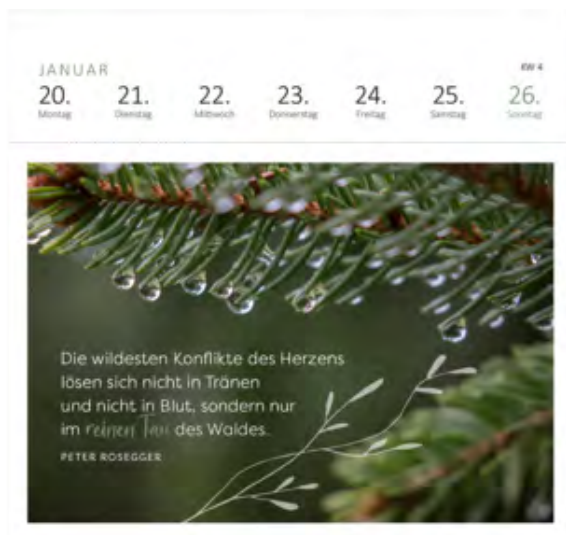 JANUAR KW 4
20. 21. 22. 23. 24. 25. 26.
Montag Dienstag Mittwoch Donnerstag Freitag Samstag Sonntag
Die wildesten Konflikte des Herzens
lösen sich nicht in Tränen
und nicht in Blut, sondern nur
im reinen Tau des Waldes.
PETER ROSEGGER